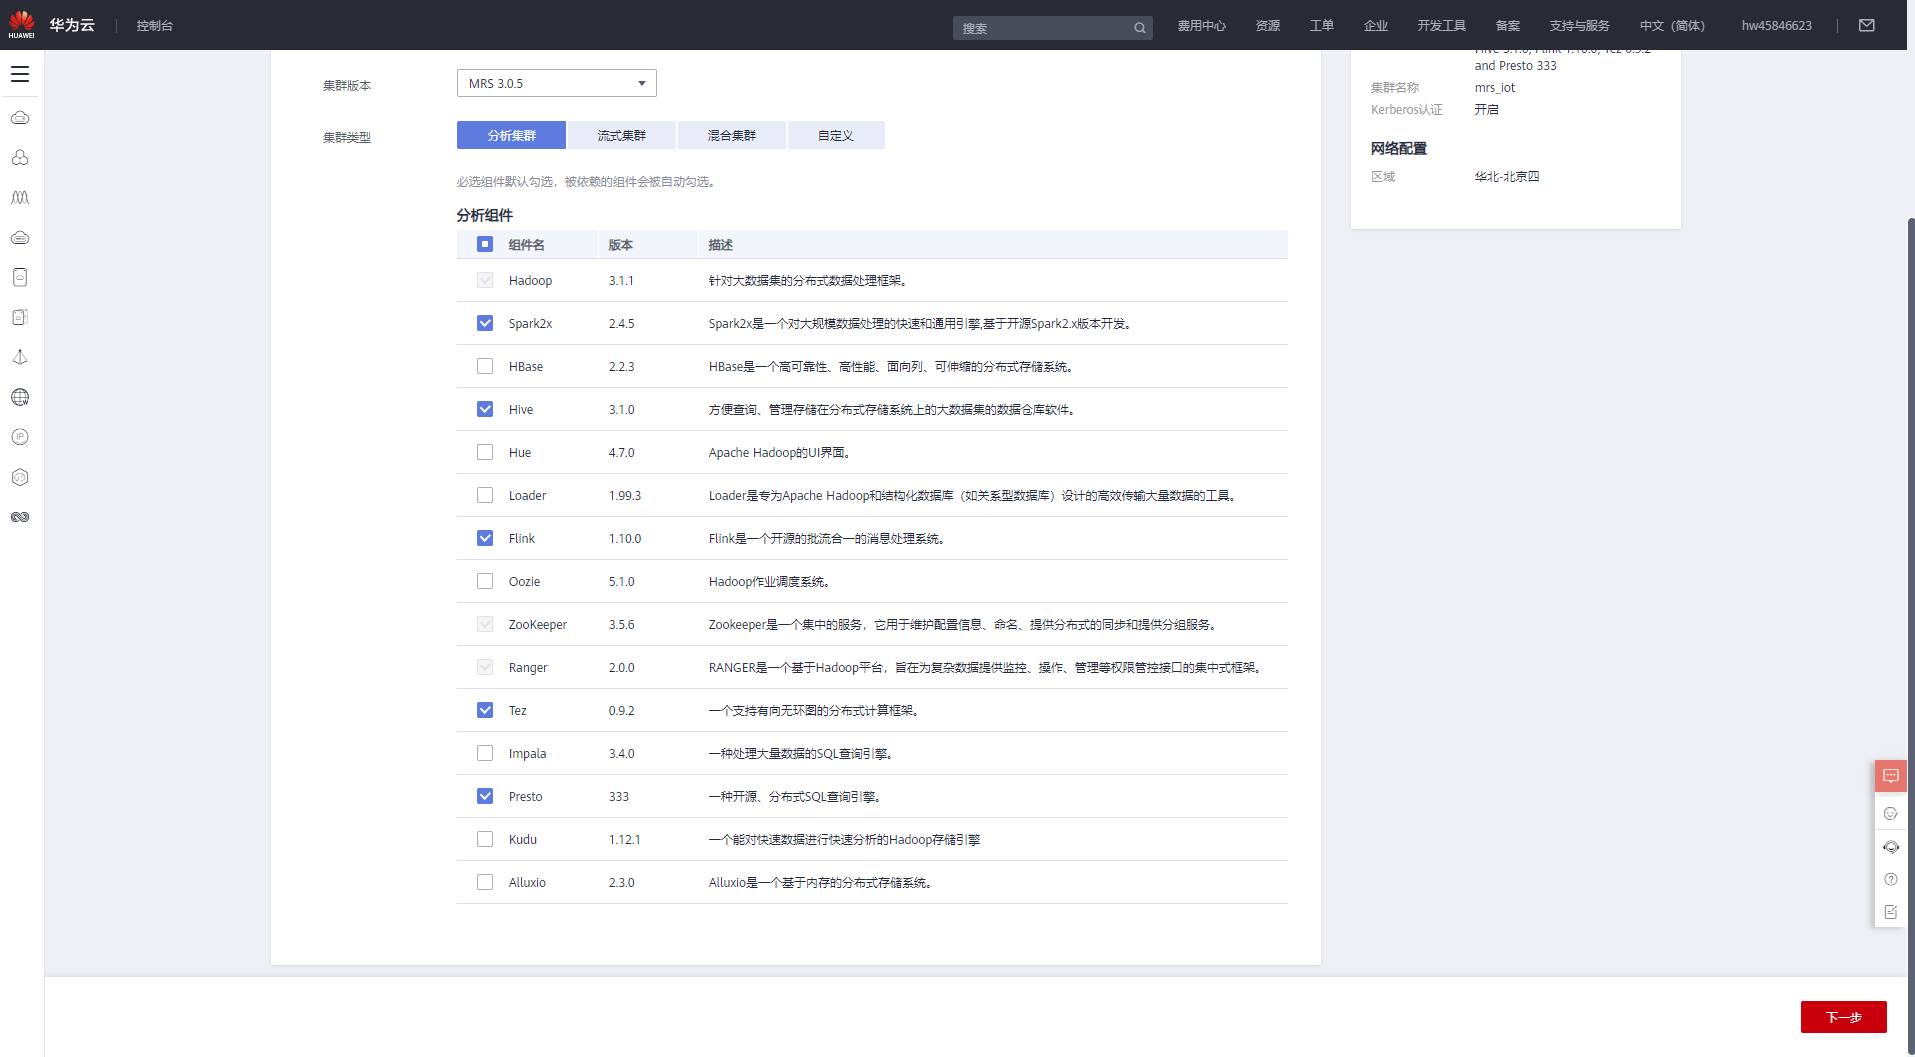 HUAWEI
华为云
控制台
搜索
费用中心
资源
工单
企业
开发工具
备案
支持与服务
中文（简体）
hw45846623
集群版本
MRS 3.0.5
集群类型
分析集群
流式集群
混合集群
自定义
必选组件默认勾选，被依赖的组件会被自动勾选。
分析组件
组件名 版本 描述
Hadoop 3.1.1 针对大数据集的分布式数据处理框架。
Spark2x 2.4.5 Spark2x是一个对大规模数据处理的快速和通用引擎,基于开源Spark2.x版本开发。
HBase 2.2.3 HBase是一个高可靠性、高性能、面向列、可伸缩的分布式存储系统。
Hive 3.1.0 方便查询、管理存储在分布式存储系统上的大数据集的数据仓库软件。
Hue 4.7.0 Apache Hadoop的UI界面。
Loader 1.99.3 Loader是专为Apache Hadoop和结构化数据库（如关系型数据库）设计的高效传输大量数据的工具。
Flink 1.10.0 Flink是一个开源的批流合一的消息处理系统。
Oozie 5.1.0 Hadoop作业调度系统。
ZooKeeper 3.5.6 Zookeeper是一个集中的服务，它用于维护配置信息、命名、提供分布式的同步和提供分组服务。
Ranger 2.0.0 RANGER是一个基于Hadoop平台，旨在为复杂数据提供监控、操作、管理等权限管控接口的集中式框架。
Tez 0.9.2 一个支持有向无环图的分布式计算框架。
Impala 3.4.0 一种处理大量数据的SQL查询引擎。
Presto 333 一种开源、分布式SQL查询引擎。
Kudu 1.12.1 一个能对快速数据进行快速分析的Hadoop存储引擎
Alluxio 2.3.0 Alluxio是一个基于内存的分布式存储系统。
Hive 3.1.0, Flink 1.10.0, Tez 0.9.2
and Presto 333
集群名称 mrs_iot
Kerberos认证 开启
网络配置
区域 华北-北京四
下一步